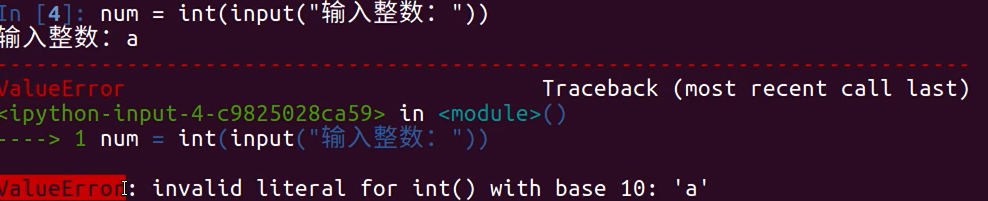 In [4]: num = int(input("输入整数："))
输入整数：a
---------------------------------------------------------------------------
ValueError                                Traceback (most recent call last)
<ipython-input-4-c9825028ca59> in <module>()
----> 1 num = int(input("输入整数："))
ValueError: invalid literal for int() with base 10: 'a'